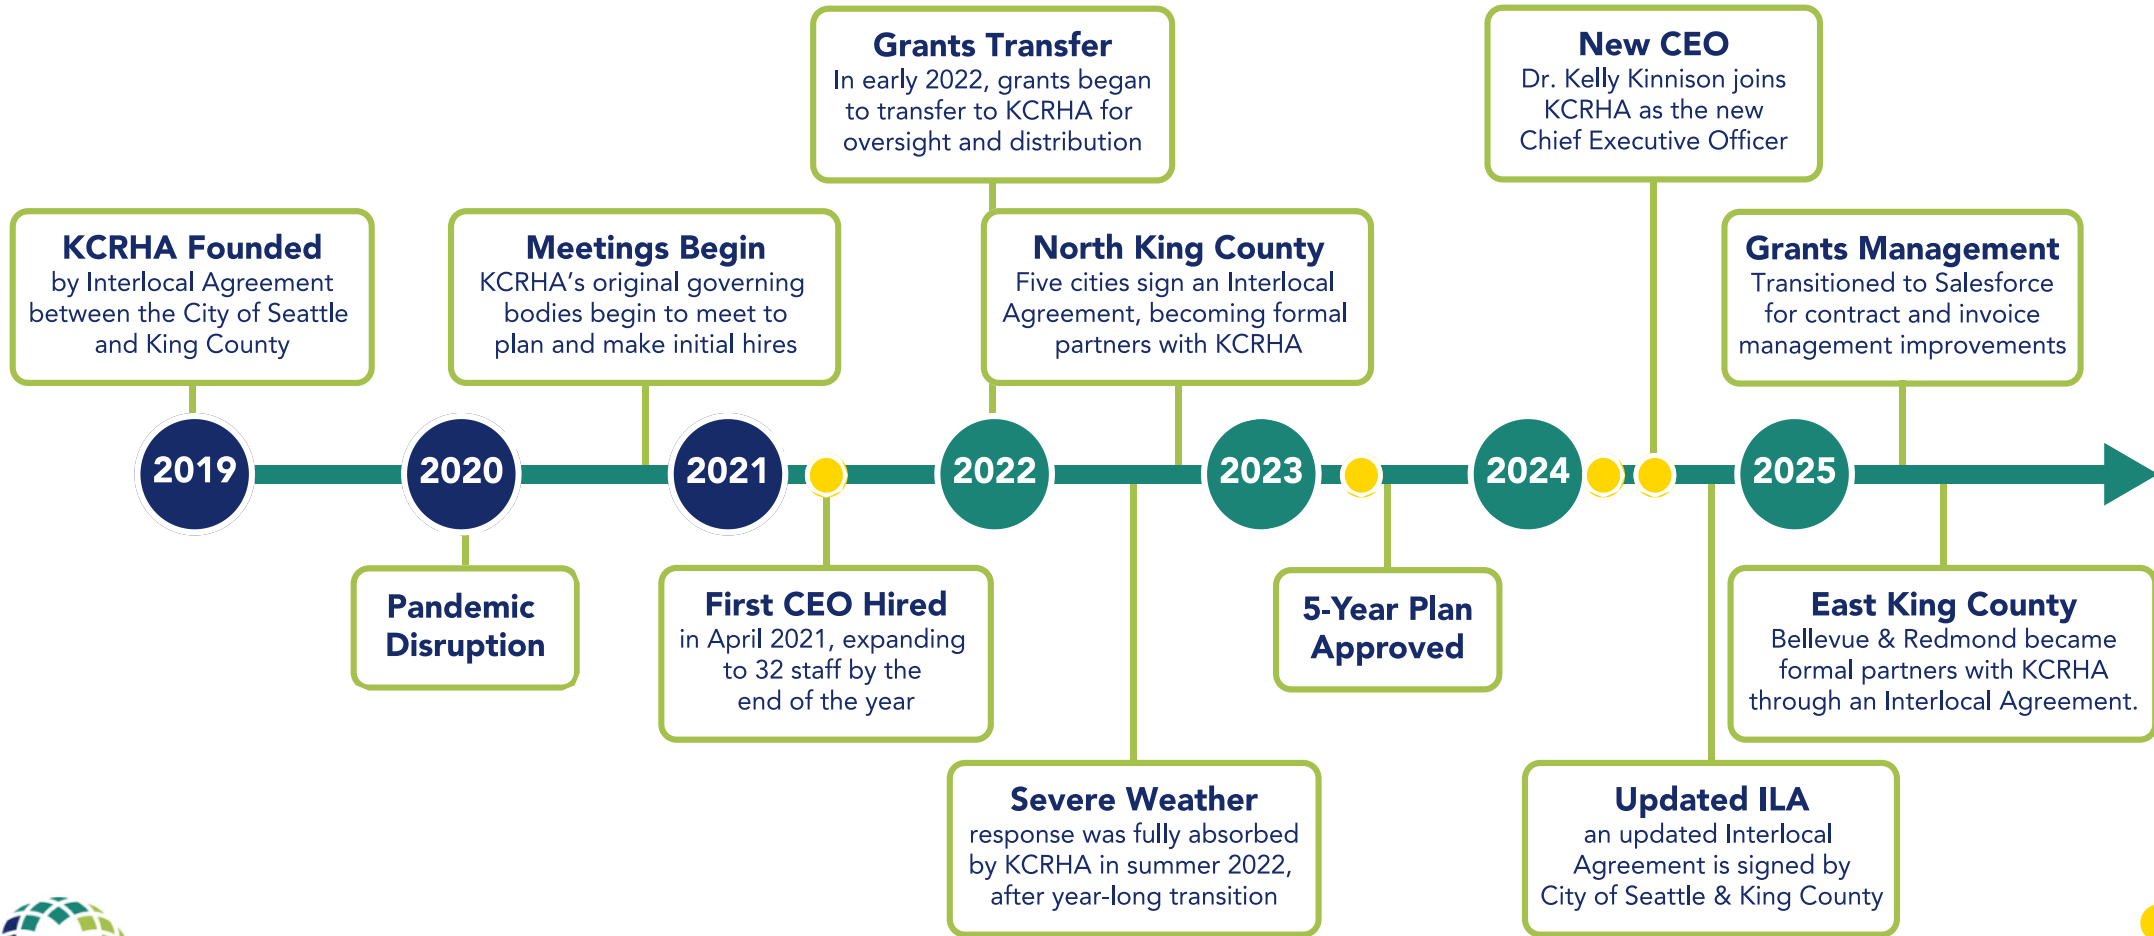 Grants Transfer
In early 2022, grants began
to transfer to KCRHA for
oversight and distribution
New CEO
Dr. Kelly Kinnison joins
KCRHA as the new
Chief Executive Officer
KCRHA Founded
by Interlocal Agreement
between the City of Seattle
and King County
Meetings Begin
KCRHA's original governing
bodies begin to meet to
plan and make initial hires
North King County
Five cities sign an Interlocal
Agreement, becoming formal
partners with KCRHA
Grants Management
Transitioned to Salesforce
for contract and invoice
management improvements
2019
2020
2021
2022
2023
2024
2025
Pandemic
Disruption
First CEO Hired
in April 2021, expanding
to 32 staff by the
end of the year
5-Year Plan
Approved
East King County
Bellevue & Redmond became
formal partners with KCRHA
through an Interlocal Agreement.
Severe Weather
response was fully absorbed
by KCRHA in summer 2022,
after year-long transition
Updated ILA
an updated Interlocal
Agreement is signed by
City of Seattle & King County